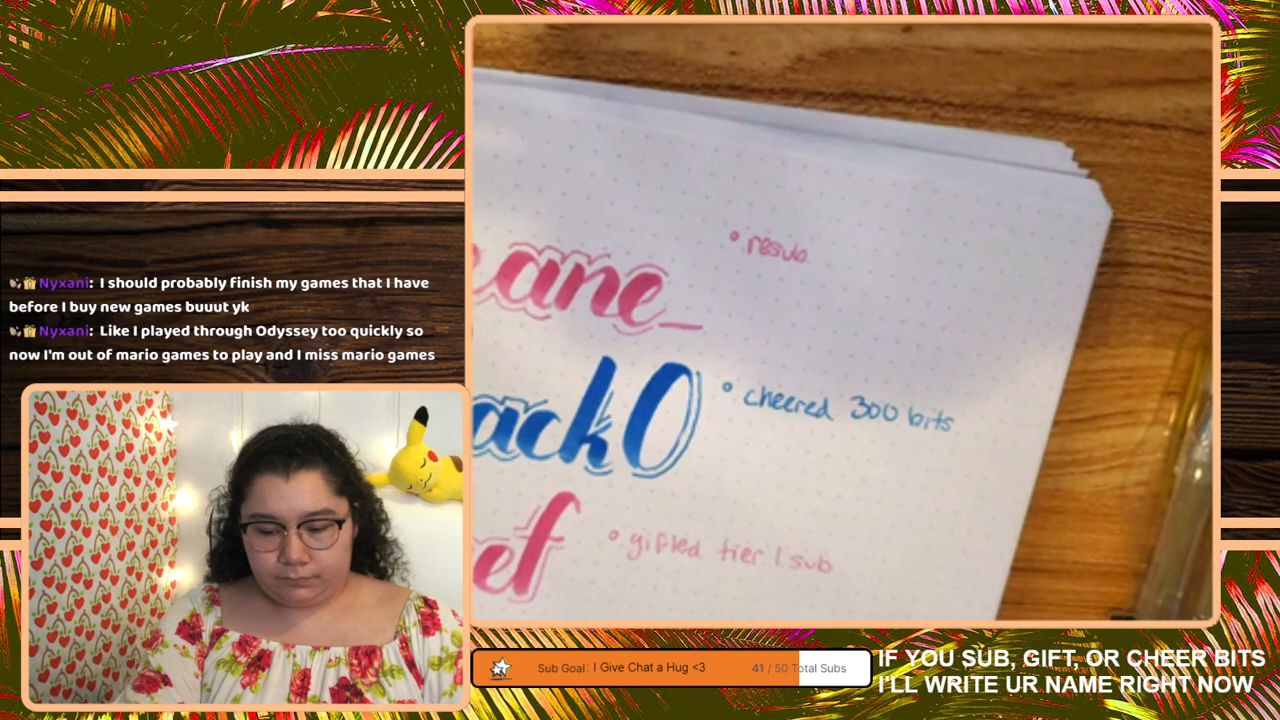 Nyxani: I should probably finish my games that I have
before I buy new games buuut yk
Nyxani: Like I played through Odyssey too quickly so
now I'm out of mario games to play and I miss mario games
ane_
resub
ack0
cheered 300 bits
ef
gifted tier 1 sub
Sub Goal: I Give Chat a Hug <3 41 / 50 Total Subs
IF YOU SUB, GIFT, OR CHEER BITS
I'LL WRITE UR NAME RIGHT NOW